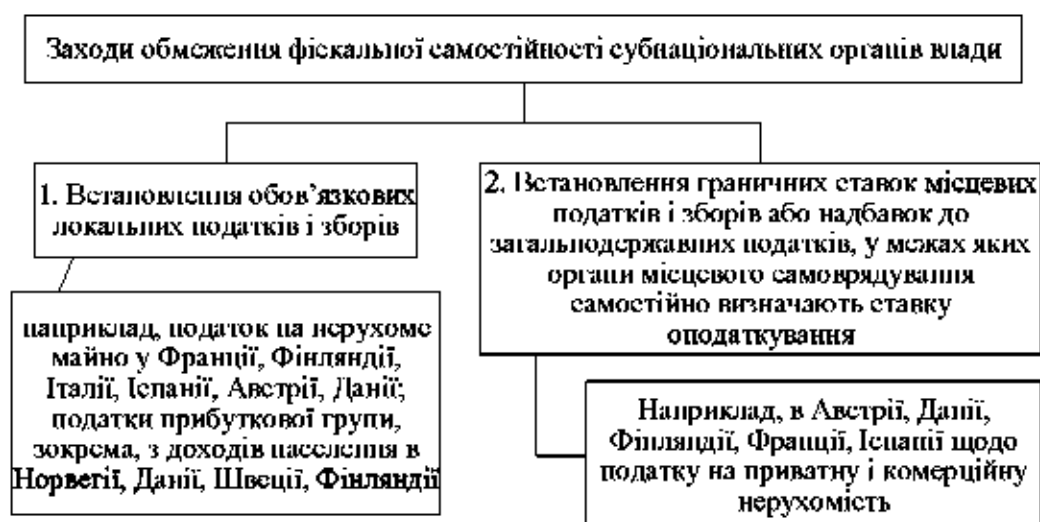 Заходи обмеження фіскальної самостійності субнаціональних органів влади
1. Встановлення обов’язкових
локальних податків і зборів
наприклад, податок на нерухоме
майно у Франції, Фінляндії,
Італії, Іспанії, Австрії, Данії;
податки прибуткової групи,
зокрема, з доходів населення в
Норвегії, Данії, Швеції, Фінляндії
2. Встановлення граничних ставок місцевих
податків і зборів або надбавок до
загальнодержавних податків, у межах яких
органи місцевого самоврядування
самостійно визначають ставку
оподаткування
Наприклад, в Австрії, Данії,
Фінляндії, Франції, Іспанії щодо
податку на приватну і комерційну
нерухомість